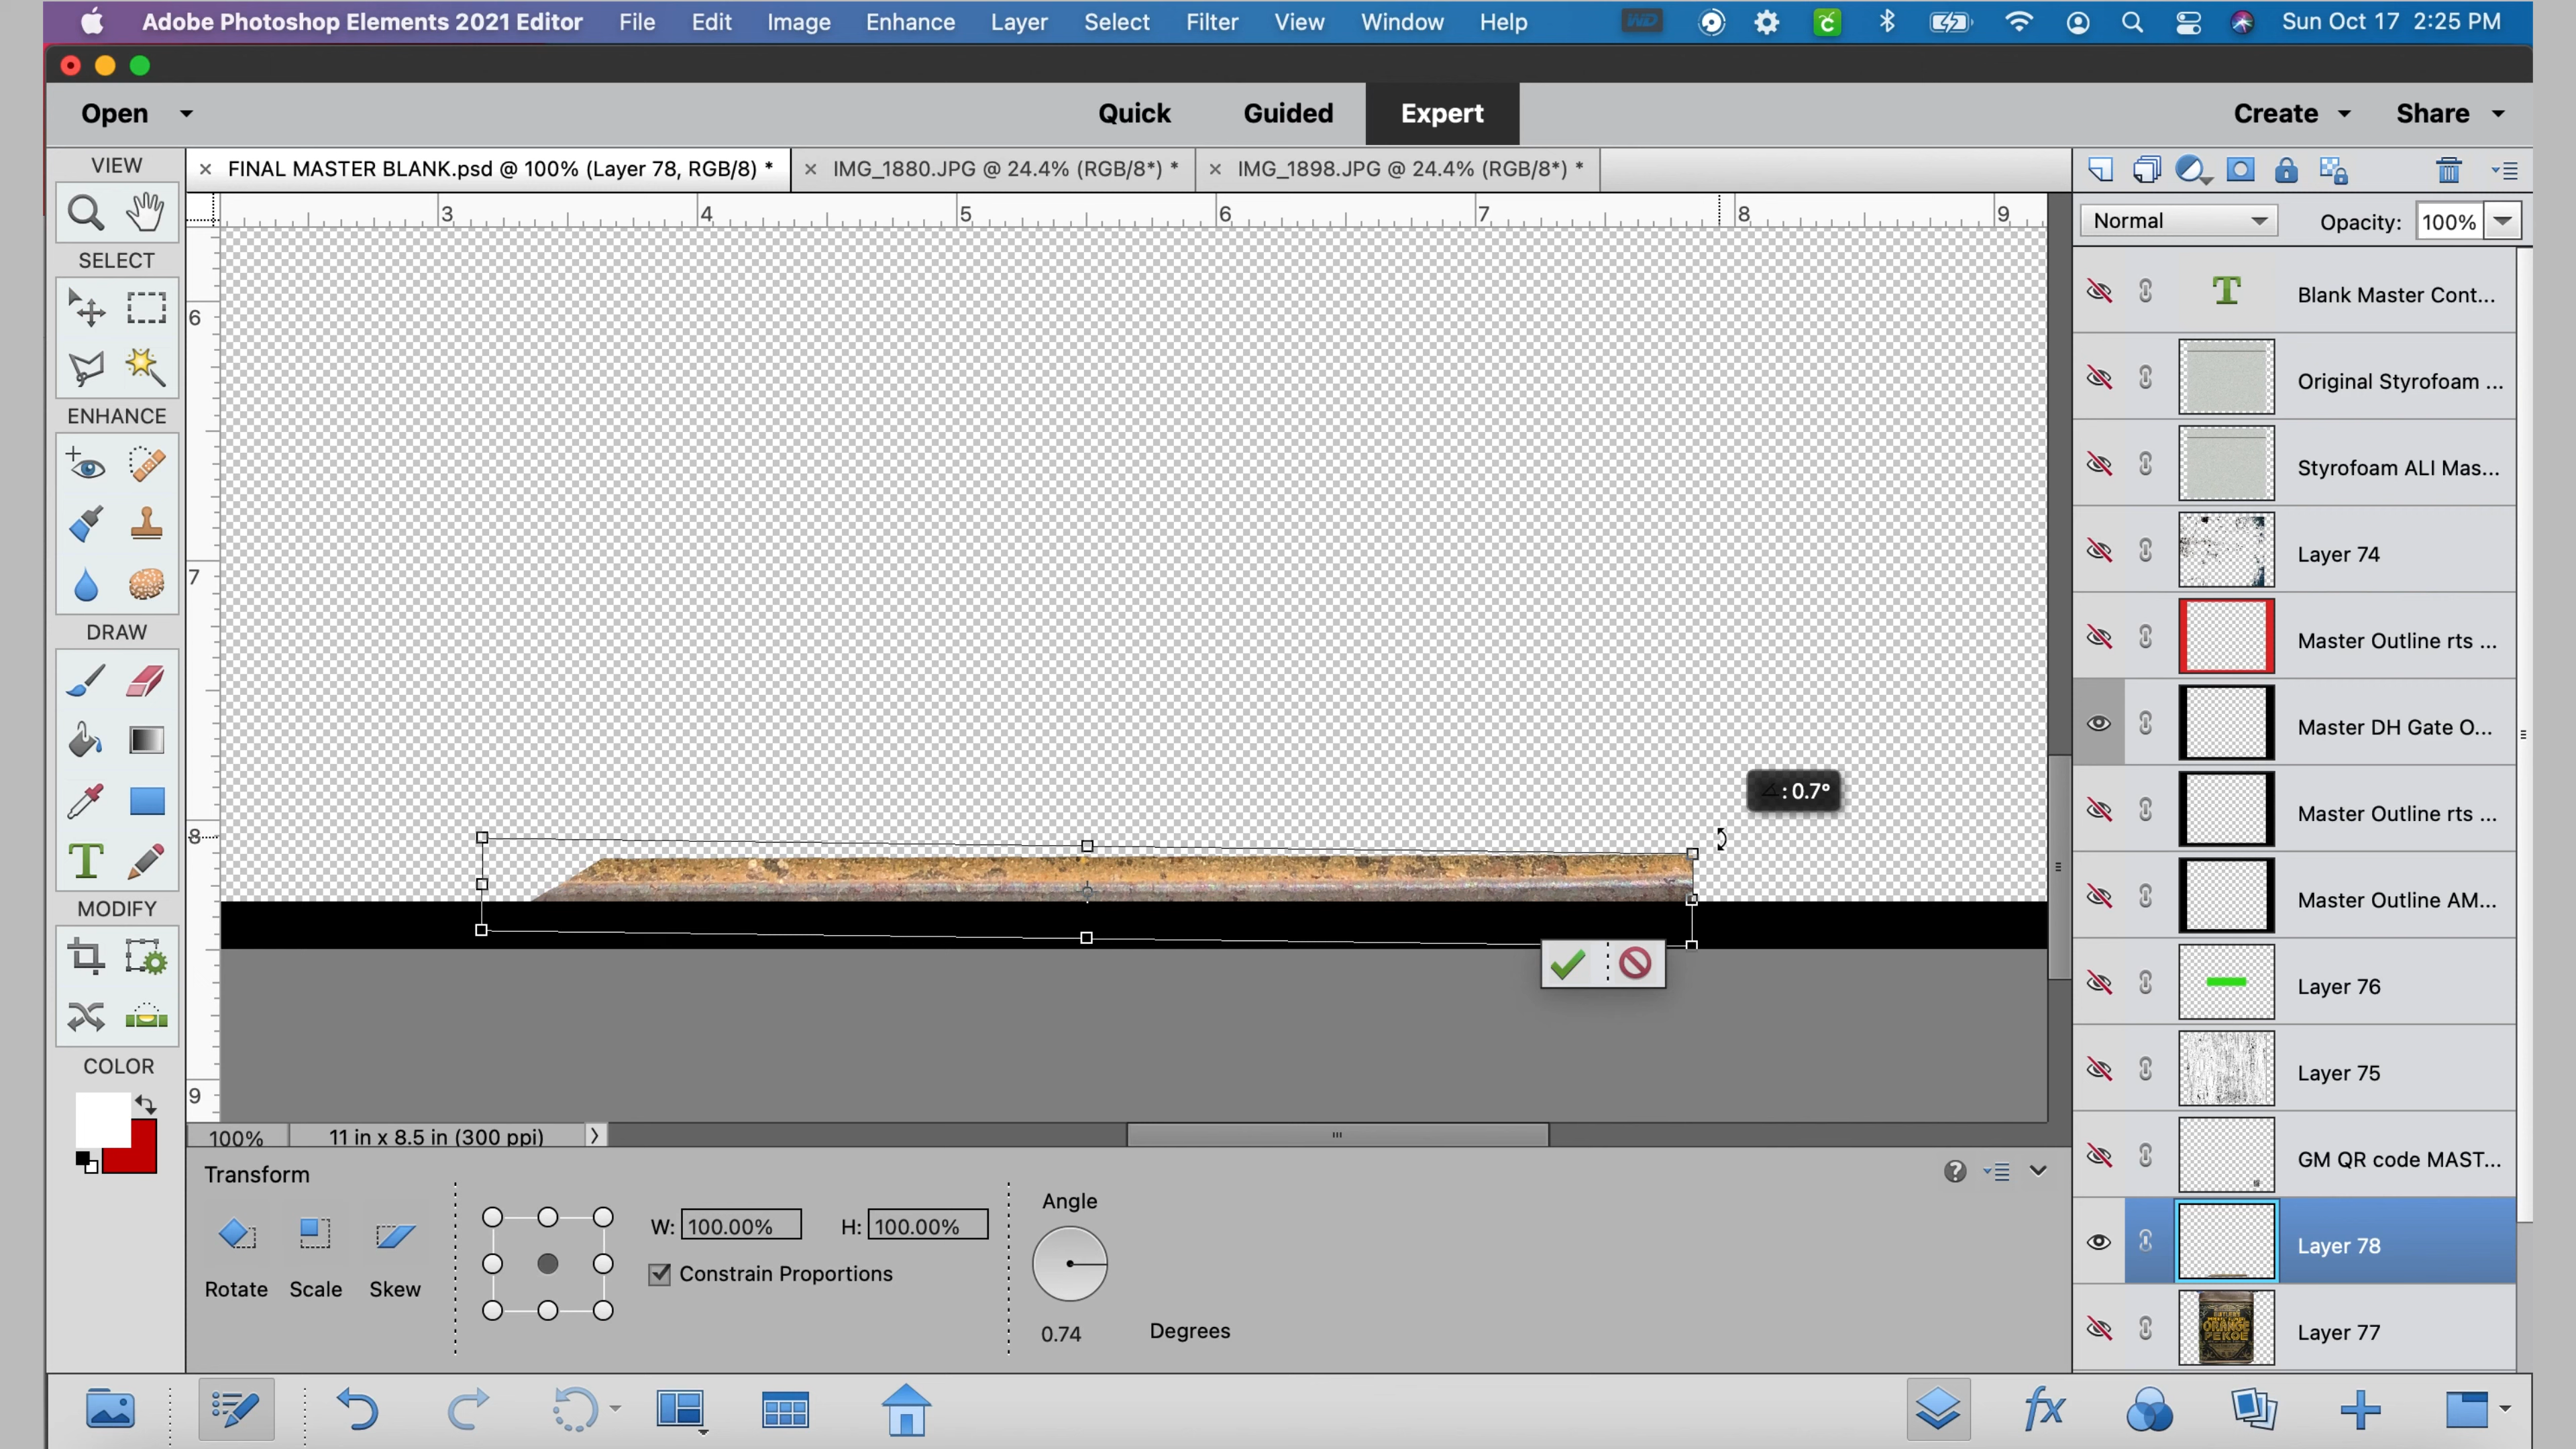 Adobe Photoshop Elements 2021 Editor File Edit Image Enhance Layer Select Filter View Window Help WD Sun Oct 17 2:25 PM
Open Quick Guided Expert Create Share
VIEW
× FINAL MASTER BLANK.psd @ 100% (Layer 78, RGB/8) *
× IMG_1880.JPG @ 24.4% (RGB/8*) *
× IMG_1898.JPG @ 24.4% (RGB/8*) *
3 4 5 6 7 8 9
6
7
8
9
SELECT
ENHANCE
DRAW
MODIFY
COLOR
: 0.7°
Normal Opacity: 100%
Blank Master Cont...
Original Styrofoam ...
Styrofoam ALI Mas...
Layer 74
Master Outline rts ...
Master DH Gate O...
Master Outline rts ...
Master Outline AM...
Layer 76
Layer 75
GM QR code MAST...
Layer 78
ORANGE
PEKOE
Layer 77
100% 11 in x 8.5 in (300 ppi)
Transform
Rotate Scale Skew
W: 100.00% H: 100.00%
Constrain Proportions
Angle
0.74 Degrees
fx